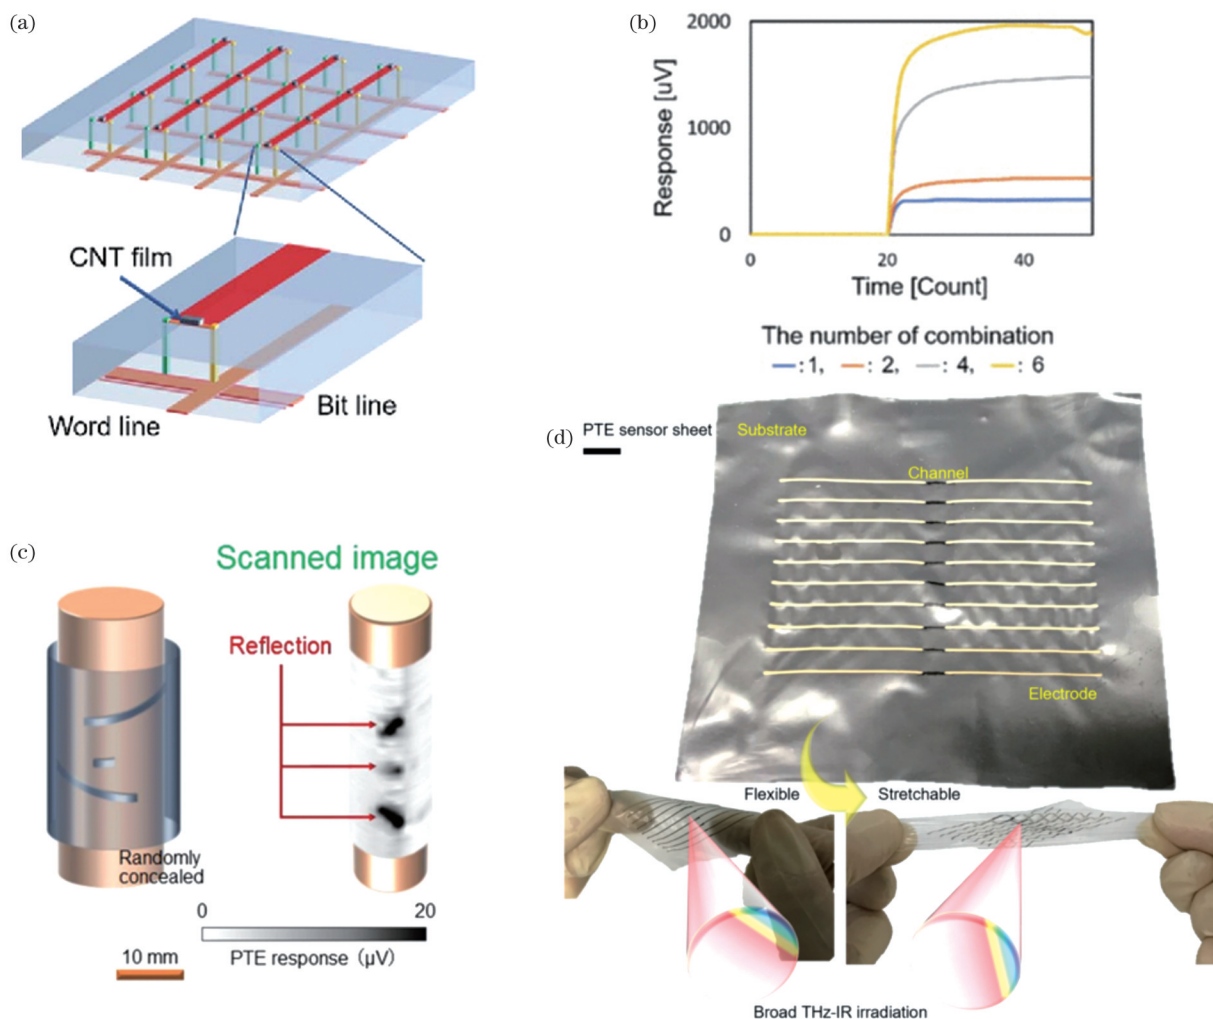 (a)
CNT film
Word line
Bit line
(b)
2000
1000
0
Response [uV]
0
20
40
Time [Count]
The number of combination
: 1, : 2, : 4, : 6
(c)
Scanned image
Reflection
Randomly
concealed
0
20
PTE response (μV)
10 mm
(d)
PTE sensor sheet
Substrate
Channel
Electrode
Flexible
Stretchable
Broad THz-IR irradiation